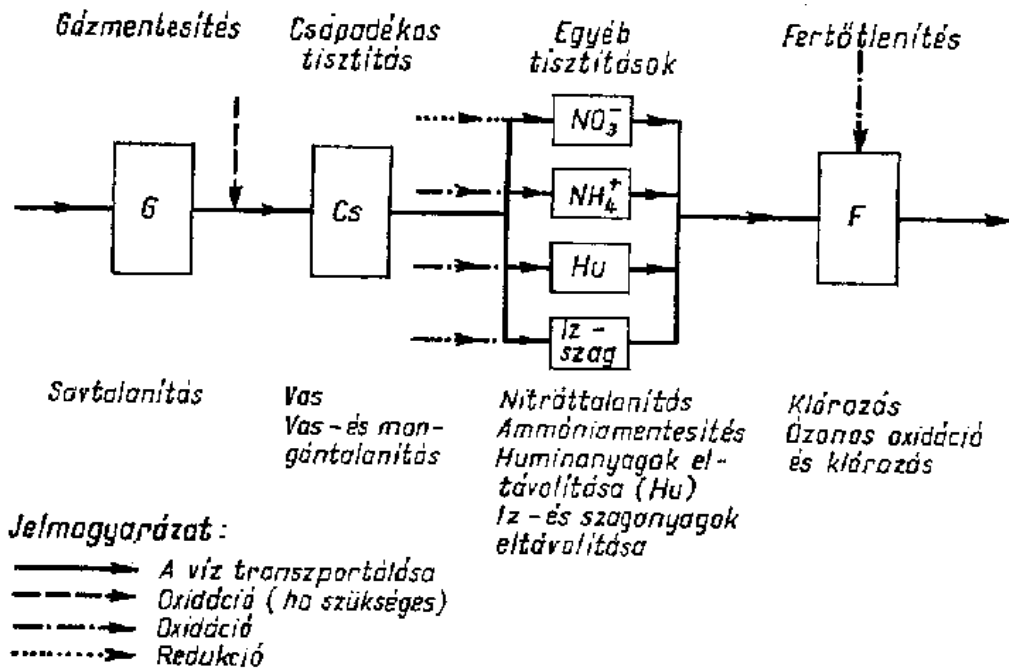 Gázmentesítés
Csapadékos
tisztítás
Egyéb
tisztítások
Fertőtlenítés
G
Cs
NO₃⁻
NH₄⁺
Hu
Iz -
szag
F
Savtalanítás
Vas
Vas- és man-
gántalanítás
Nitráttalanítás
Ammóniamentesítés
Huminanyagok el-
távolítása (Hu)
Iz - és szaganyagok
eltávolítása
Klórozás
Ózonos oxidáció
és klórozás
Jelmagyarázat:
A víz transzportálása
Oxidáció (ha szükséges)
Oxidáció
Redukció